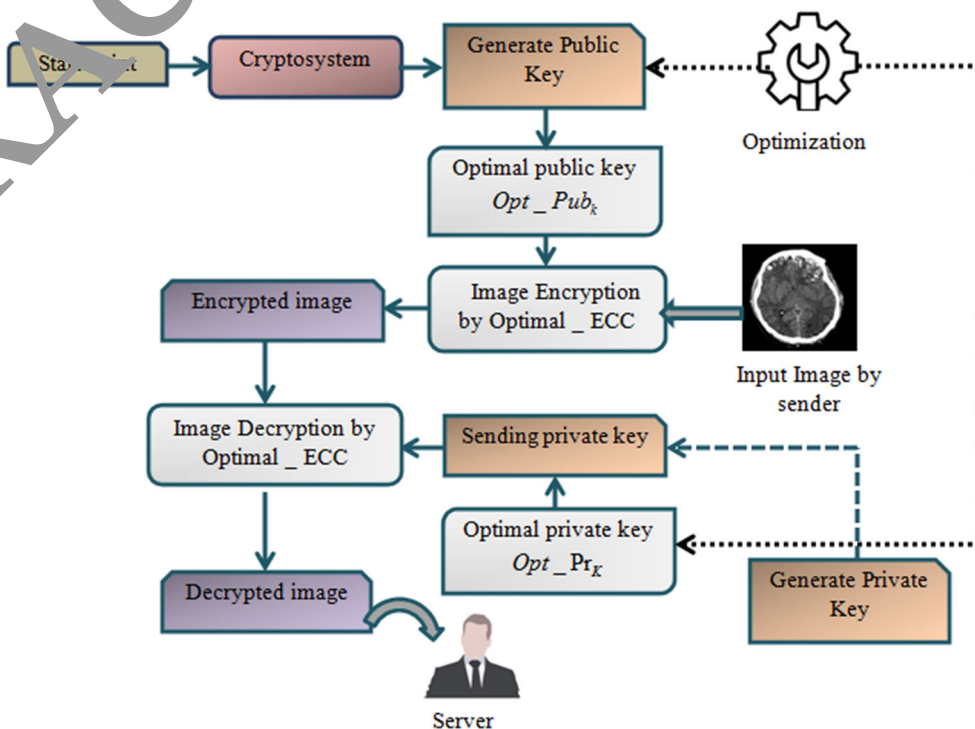 Cryptosystem
Generate Public
Key
Optimization
Optimal public key
Opt _ Pubₖ
Image Encryption
by Optimal _ ECC
Encrypted image
Input Image by
sender
Image Decryption by
Optimal _ ECC
Sending private key
Optimal private key
Opt _ Pr_K
Generate Private
Key
Decrypted image
Server